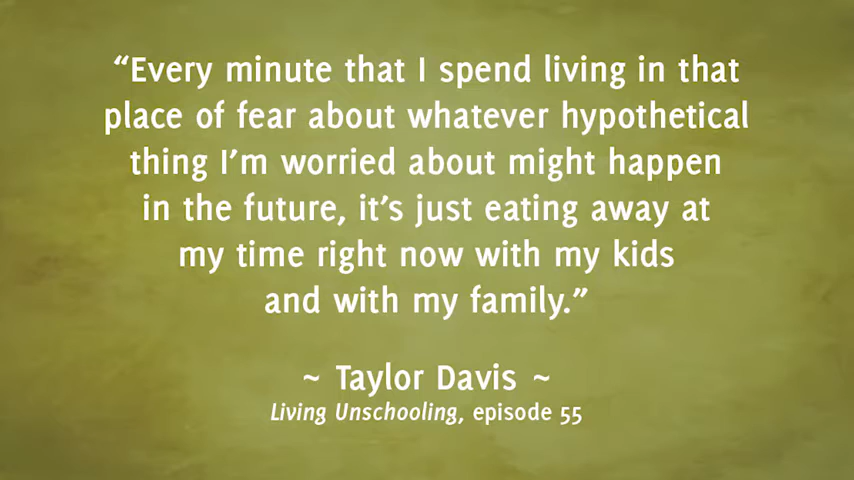 “Every minute that I spend living in that
place of fear about whatever hypothetical
thing I’m worried about might happen
in the future, it’s just eating away at
my time right now with my kids
and with my family.”
~ Taylor Davis ~
Living Unschooling, episode 55